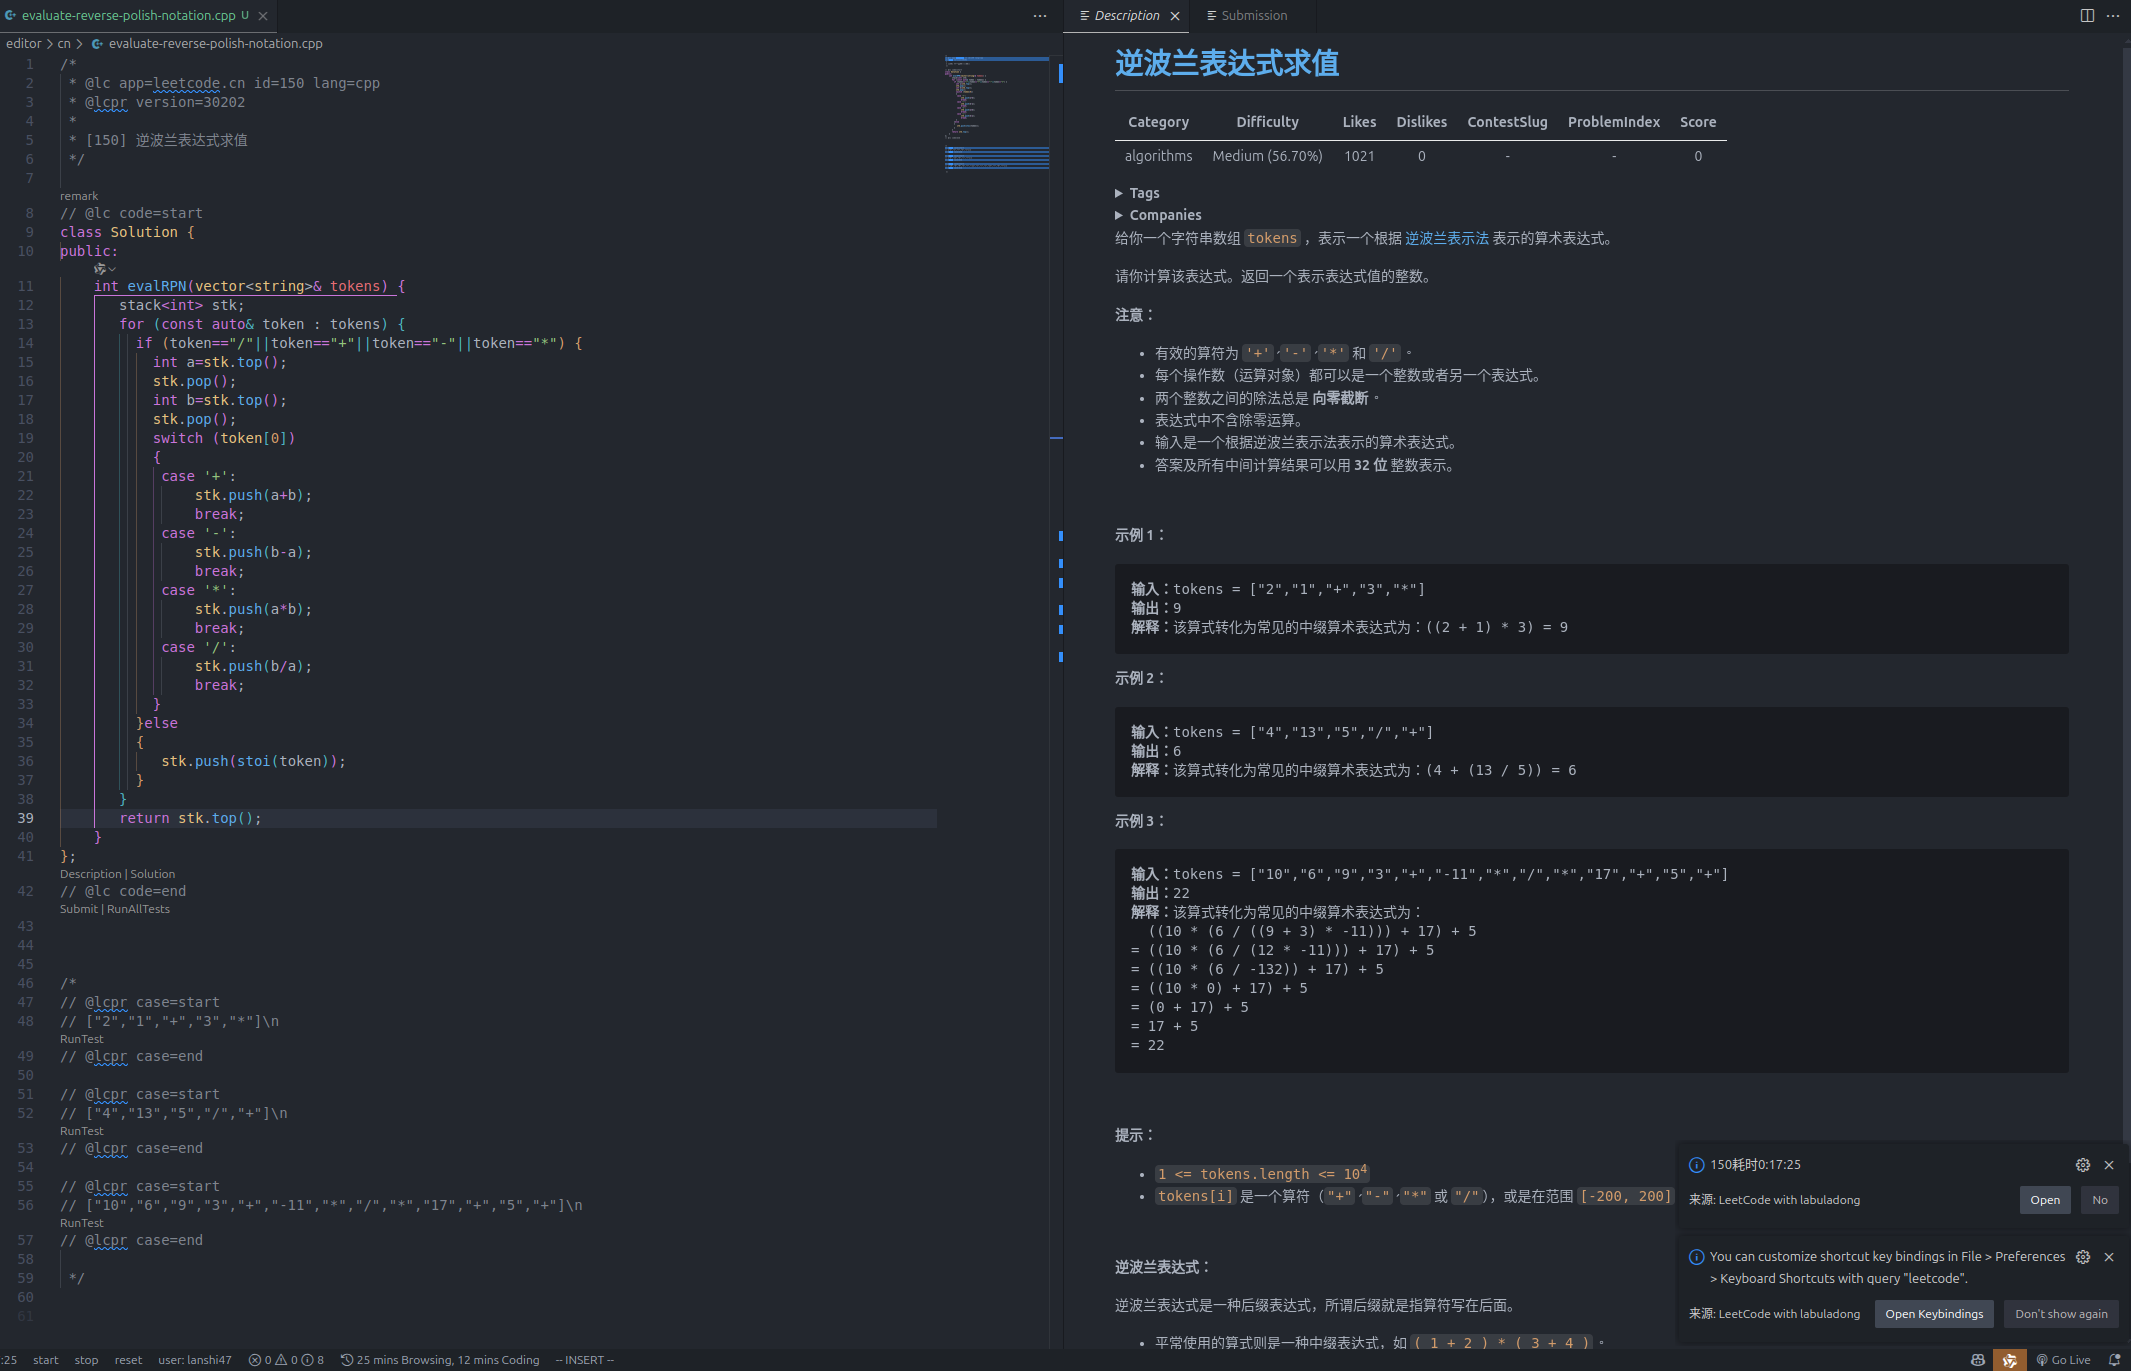 evaluate-reverse-polish-notation.cpp U
editor > cn > evaluate-reverse-polish-notation.cpp
1 /*
2 * @lc app=leetcode.cn id=150 lang=cpp
3 * @lcpr version=30202
4 *
5 * [150] 逆波兰表达式求值
6 */
7
remark
8 // @lc code=start
9 class Solution {
10 public:
11 int evalRPN(vector<string>& tokens) {
12 stack<int> stk;
13 for (const auto& token : tokens) {
14 if (token=="/"||token=="+"||token=="-"||token=="*") {
15 int a=stk.top();
16 stk.pop();
17 int b=stk.top();
18 stk.pop();
19 switch (token[0])
20 {
21 case '+':
22 stk.push(a+b);
23 break;
24 case '-':
25 stk.push(b-a);
26 break;
27 case '*':
28 stk.push(a*b);
29 break;
30 case '/':
31 stk.push(b/a);
32 break;
33 }
34 }else
35 {
36 stk.push(stoi(token));
37 }
38 }
39 return stk.top();
40 }
41 };
Description | Solution
42 // @lc code=end
Submit | RunAllTests
43
44
45
46 /*
47 // @lcpr case=start
48 // ["2","1","+","3","*"]\n
RunTest
49 // @lcpr case=end
50
51 // @lcpr case=start
52 // ["4","13","5","/","+"]\n
RunTest
53 // @lcpr case=end
54
55 // @lcpr case=start
56 // ["10","6","9","3","+","-11","*","/","*","17","+","5","+"]\n
RunTest
57 // @lcpr case=end
58
59 */
60
61
Description Submission
逆波兰表达式求值
Category Difficulty Likes Dislikes ContestSlug ProblemIndex Score
algorithms Medium (56.70%) 1021 0 - - 0
Tags
Companies
给你一个字符串数组 tokens ，表示一个根据 逆波兰表示法 表示的算术表达式。
请你计算该表达式。返回一个表示表达式值的整数。
注意：
• 有效的算符为 '+'、'-'、'*' 和 '/' 。
• 每个操作数（运算对象）都可以是一个整数或者另一个表达式。
• 两个整数之间的除法总是 向零截断 。
• 表达式中不含除零运算。
• 输入是一个根据逆波兰表示法表示的算术表达式。
• 答案及所有中间计算结果可以用 32 位 整数表示。
示例 1：
输入：tokens = ["2","1","+","3","*"]
输出：9
解释：该算式转化为常见的中缀算术表达式为：((2 + 1) * 3) = 9
示例 2：
输入：tokens = ["4","13","5","/","+"]
输出：6
解释：该算式转化为常见的中缀算术表达式为：(4 + (13 / 5)) = 6
示例 3：
输入：tokens = ["10","6","9","3","+","-11","*","/","*","17","+","5","+"]
输出：22
解释：该算式转化为常见的中缀算术表达式为：
((10 * (6 / ((9 + 3) * -11))) + 17) + 5
= ((10 * (6 / (12 * -11))) + 17) + 5
= ((10 * (6 / -132)) + 17) + 5
= ((10 * 0) + 17) + 5
= (0 + 17) + 5
= 17 + 5
= 22
提示：
• 1 <= tokens.length <= 10^4
• tokens[i] 是一个算符（"+"、"-"、"*" 或 "/"），或是在范围 [-200, 200]
逆波兰表达式：
逆波兰表达式是一种后缀表达式，所谓后缀就是指算符写在后面。
• 平常使用的算式则是一种中缀表达式，如 ( 1 + 2 ) * ( 3 + 4 ) 。
150耗时0:17:25
来源: LeetCode with labuladong Open No
You can customize shortcut key bindings in File > Preferences
> Keyboard Shortcuts with query "leetcode".
来源: LeetCode with labuladong Open Keybindings Don't show again
:25 start stop reset user: lanshi47 0 0 8 25 mins Browsing, 12 mins Coding -- INSERT -- Go Live